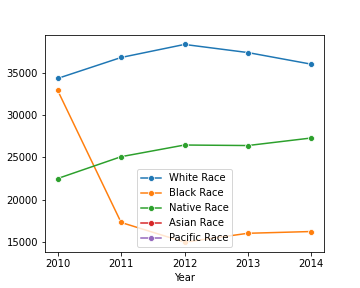 35000
30000
25000
20000
15000
White Race
Black Race
Native Race
Asian Race
Pacific Race
2010 2011 2012 2013 2014
Year